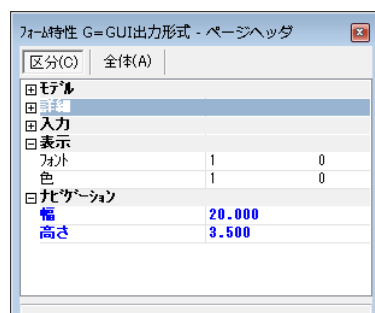 フォーム特性 G=GUI出力形式 - ページヘッダ
区分(C) 全体(A)
モデル
詳細
入力
表示
フォント 1 0
色 1 0
ナビゲーション
幅 20.000
高さ 3.500